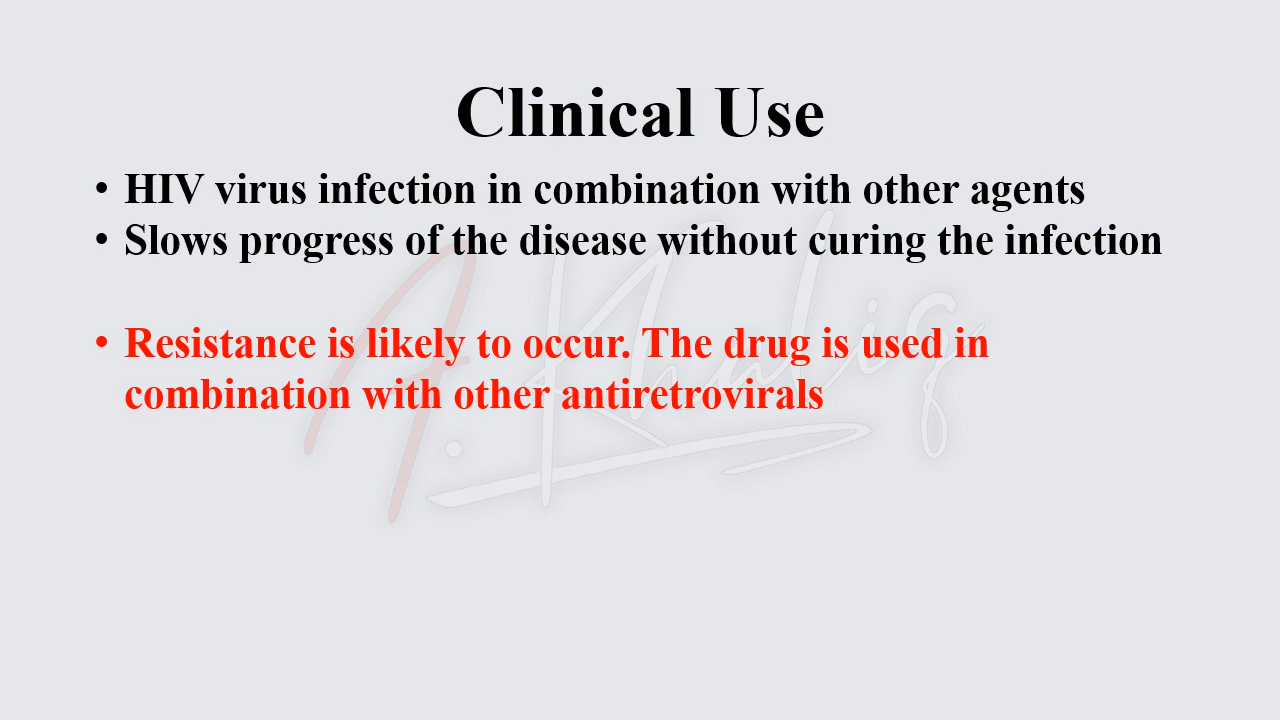 Clinical Use
• HIV virus infection in combination with other agents
• Slows progress of the disease without curing the infection
• Resistance is likely to occur. The drug is used in
combination with other antiretrovirals
A. Khaliq